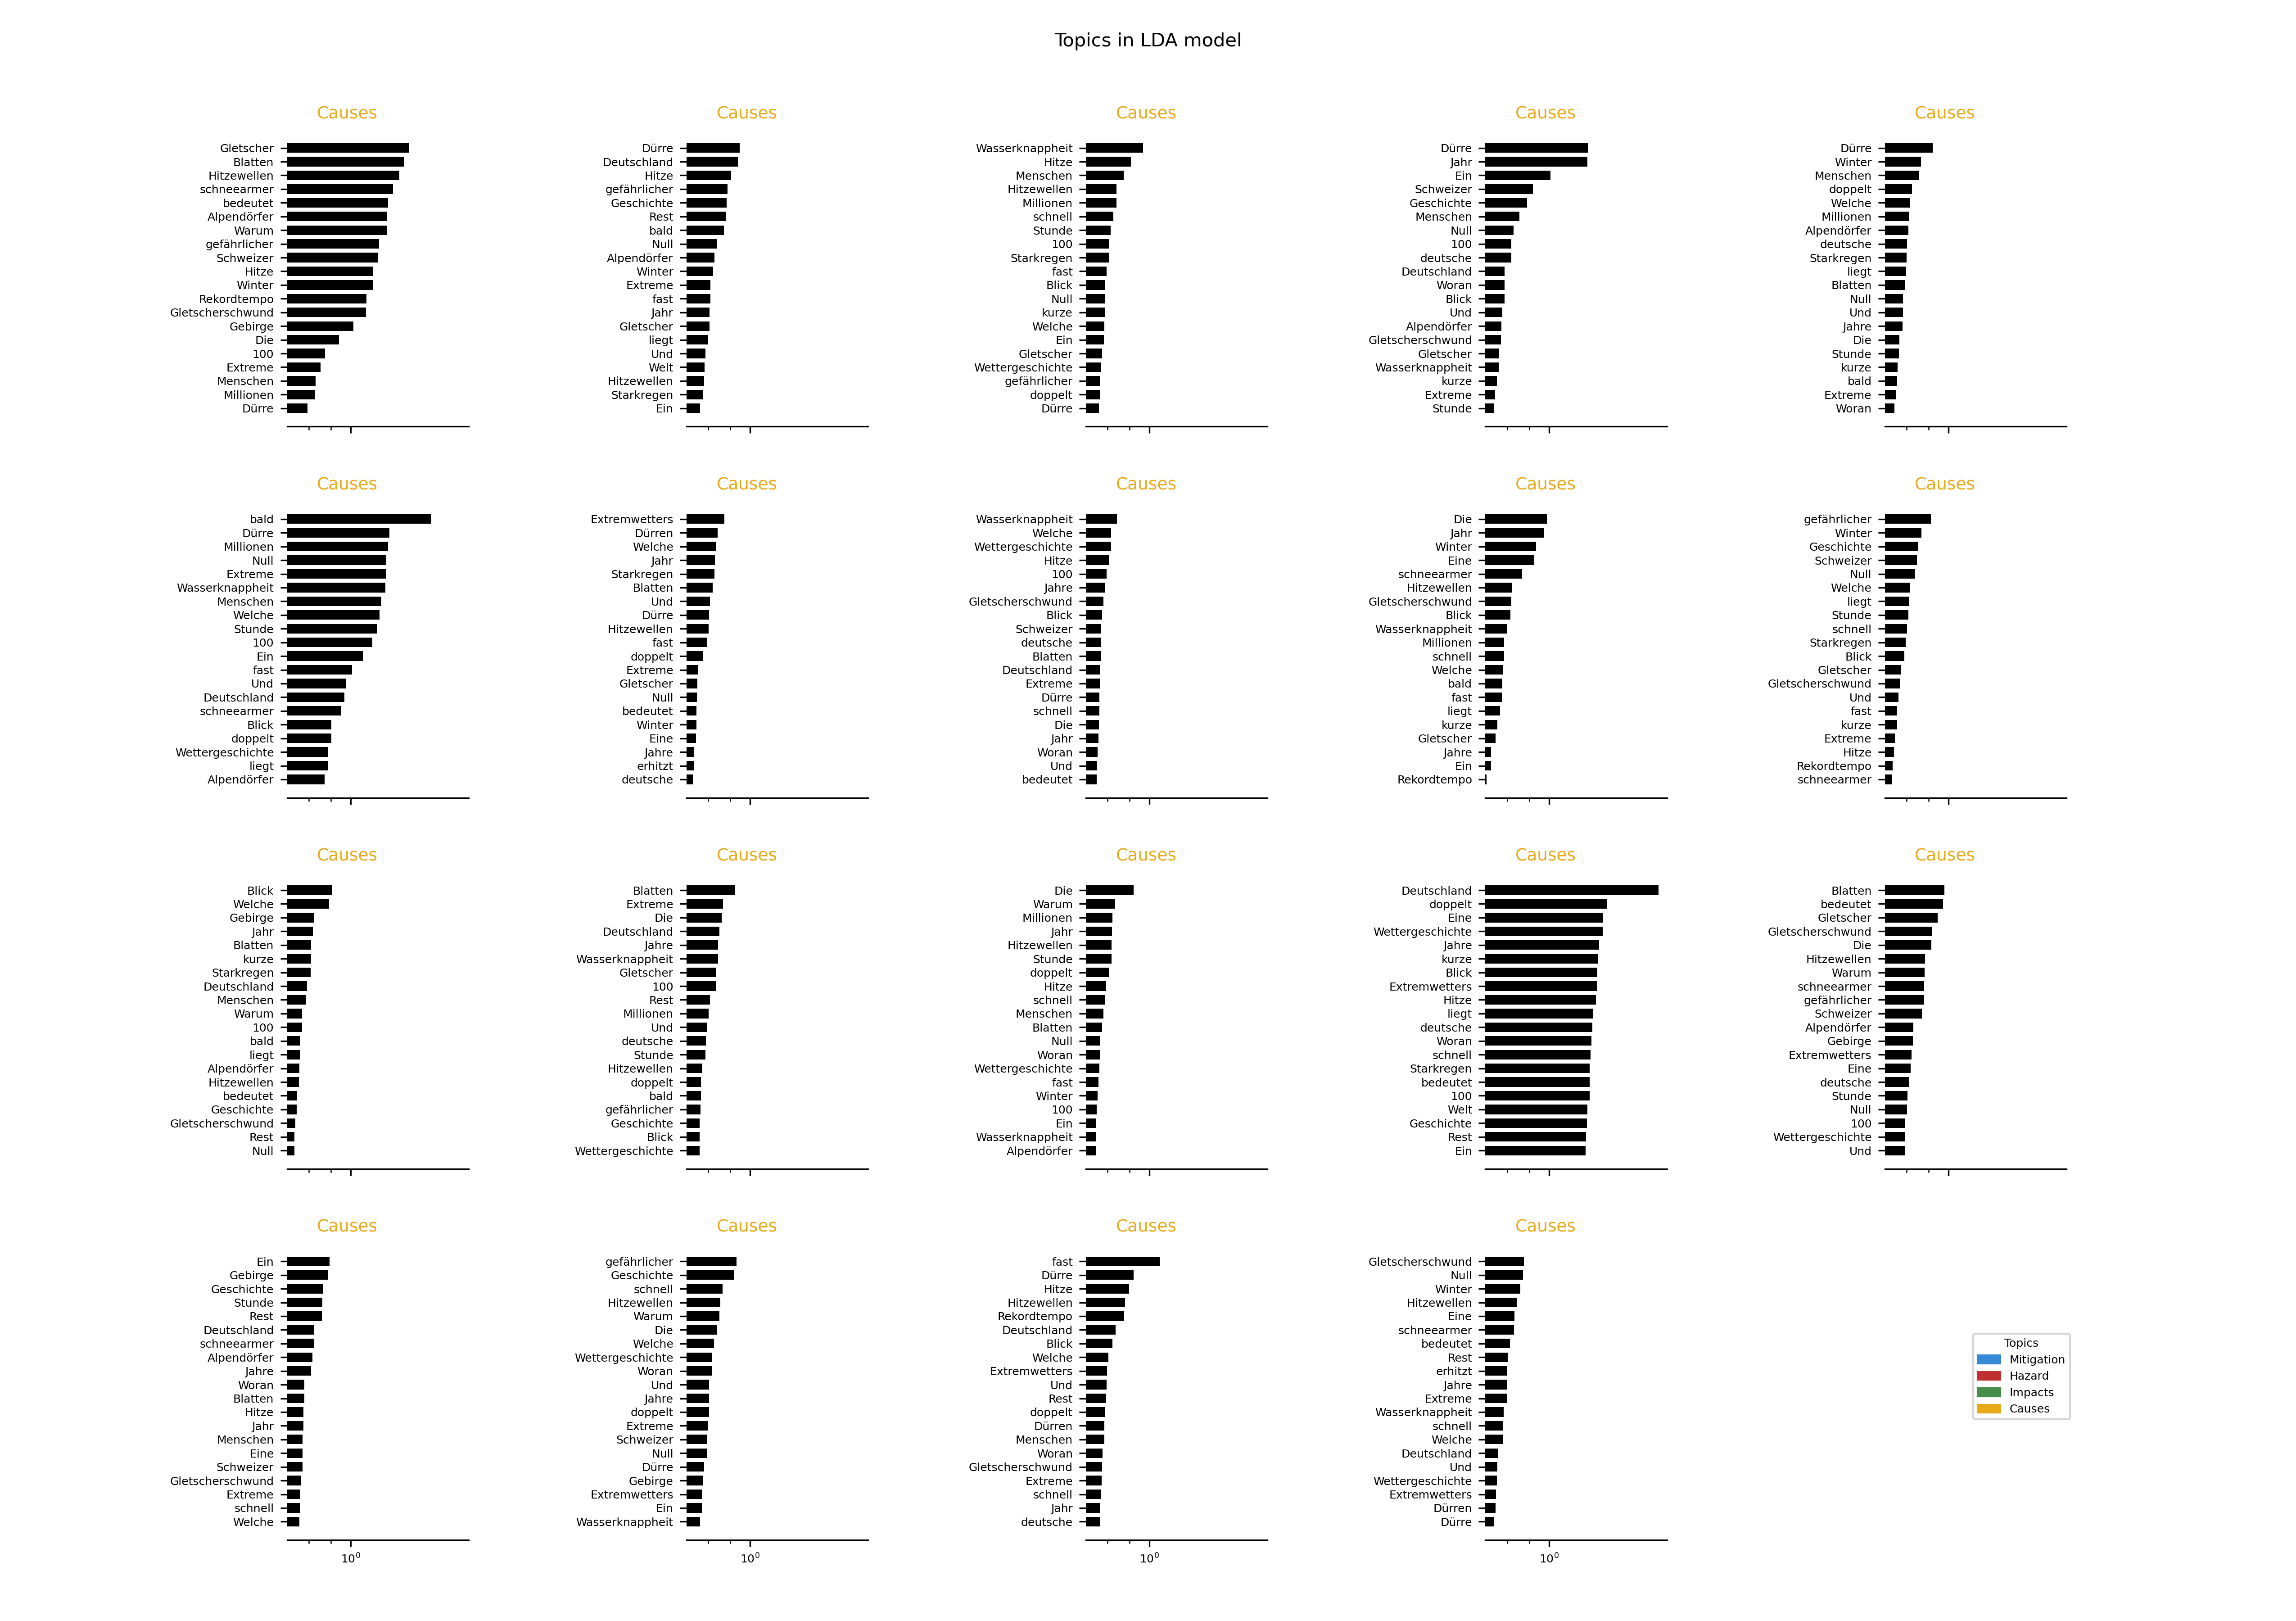 Topics in LDA model
Causes
Gletscher
Blatten
Hitzewellen
schneearmer
bedeutet
Alpendörfer
Warum
gefährlicher
Schweizer
Hitze
Winter
Rekordtempo
Gletscherschwund
Gebirge
Die
100
Extreme
Menschen
Millionen
Dürre
Causes
Dürre
Deutschland
Hitze
gefährlicher
Geschichte
Rest
bald
Null
Alpendörfer
Winter
Extreme
fast
Jahr
Gletscher
liegt
Und
Welt
Hitzewellen
Starkregen
Ein
Causes
Wasserknappheit
Hitze
Menschen
Hitzewellen
Millionen
schnell
Stunde
100
Starkregen
fast
Blick
Null
kurze
Welche
Ein
Gletscher
Wettergeschichte
gefährlicher
doppelt
Dürre
Causes
Dürre
Jahr
Ein
Schweizer
Geschichte
Menschen
Null
100
deutsche
Deutschland
Woran
Blick
Und
Alpendörfer
Gletscherschwund
Gletscher
Wasserknappheit
kurze
Extreme
Stunde
Causes
Dürre
Winter
Menschen
doppelt
Welche
Millionen
Alpendörfer
deutsche
Starkregen
liegt
Blatten
Null
Und
Jahre
Die
Stunde
kurze
bald
Extreme
Woran
Causes
bald
Dürre
Millionen
Null
Extreme
Wasserknappheit
Menschen
Welche
Stunde
100
Ein
fast
Und
Deutschland
schneearmer
Blick
doppelt
Wettergeschichte
liegt
Alpendörfer
Causes
Extremwetters
Dürren
Welche
Jahr
Starkregen
Blatten
Und
Dürre
Hitzewellen
fast
doppelt
Extreme
Gletscher
Null
bedeutet
Winter
Eine
Jahre
erhitzt
deutsche
Causes
Wasserknappheit
Welche
Wettergeschichte
Hitze
100
Jahre
Gletscherschwund
Blick
Schweizer
deutsche
Blatten
Deutschland
Extreme
Dürre
schnell
Die
Jahr
Woran
Und
bedeutet
Causes
Die
Jahr
Winter
Eine
schneearmer
Hitzewellen
Gletscherschwund
Blick
Wasserknappheit
Millionen
schnell
Welche
bald
fast
liegt
kurze
Gletscher
Jahre
Ein
Rekordtempo
Causes
gefährlicher
Winter
Geschichte
Schweizer
Null
Welche
liegt
Stunde
schnell
Starkregen
Blick
Gletscher
Gletscherschwund
Und
fast
kurze
Extreme
Hitze
Rekordtempo
schneearmer
Causes
Blick
Welche
Gebirge
Jahr
Blatten
kurze
Starkregen
Deutschland
Menschen
Warum
100
bald
liegt
Alpendörfer
Hitzewellen
bedeutet
Geschichte
Gletscherschwund
Rest
Null
Causes
Blatten
Extreme
Die
Deutschland
Jahre
Wasserknappheit
Gletscher
100
Rest
Millionen
Und
deutsche
Stunde
Hitzewellen
doppelt
bald
gefährlicher
Geschichte
Blick
Wettergeschichte
Causes
Die
Warum
Millionen
Jahr
Hitzewellen
Stunde
doppelt
Hitze
schnell
Menschen
Blatten
Null
Woran
Wettergeschichte
fast
Winter
100
Ein
Wasserknappheit
Alpendörfer
Causes
Deutschland
doppelt
Eine
Wettergeschichte
Jahre
kurze
Blick
Extremwetters
Hitze
liegt
deutsche
Woran
schnell
Starkregen
bedeutet
100
Welt
Geschichte
Rest
Ein
Causes
Blatten
bedeutet
Gletscher
Gletscherschwund
Die
Hitzewellen
Warum
schneearmer
gefährlicher
Schweizer
Alpendörfer
Gebirge
Extremwetters
Eine
deutsche
Stunde
Null
100
Wettergeschichte
Und
Causes
Ein
Gebirge
Geschichte
Stunde
Rest
Deutschland
schneearmer
Alpendörfer
Jahre
Woran
Blatten
Hitze
Jahr
Menschen
Eine
Schweizer
Gletscherschwund
Extreme
schnell
Welche
10⁰
Causes
gefährlicher
Geschichte
schnell
Hitzewellen
Warum
Die
Welche
Wettergeschichte
Woran
Und
Jahre
doppelt
Extreme
Schweizer
Null
Dürre
Gebirge
Extremwetters
Ein
Wasserknappheit
10⁰
Causes
fast
Dürre
Hitze
Hitzewellen
Rekordtempo
Deutschland
Blick
Welche
Extremwetters
Und
Rest
doppelt
Dürren
Menschen
Woran
Gletscherschwund
Extreme
schnell
Jahr
deutsche
10⁰
Causes
Gletscherschwund
Null
Winter
Hitzewellen
Eine
schneearmer
bedeutet
Rest
erhitzt
Jahre
Extreme
Wasserknappheit
schnell
Welche
Deutschland
Und
Wettergeschichte
Extremwetters
Dürren
Dürre
10⁰
Topics
Mitigation
Hazard
Impacts
Causes